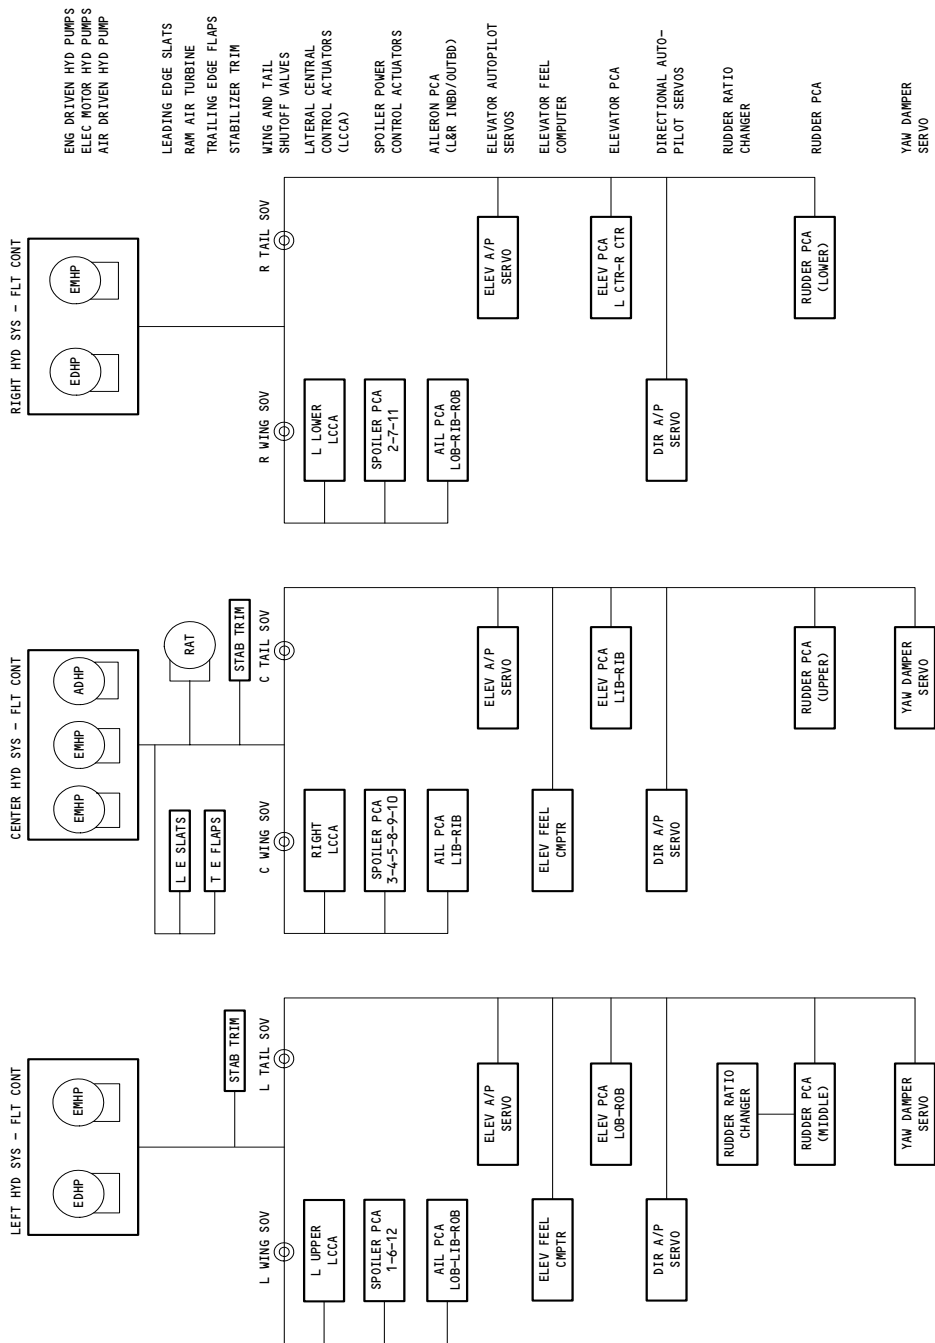 LEFT HYD SYS – FLT CONT
EDHP
EMHP
STAB TRIM
L WING SOV
L TAIL SOV
L UPPER
LCCA
SPOILER PCA
1-6-12
AIL PCA
LOB-LIB-ROB
ELEV A/P
SERVO
ELEV FEEL
CMPTR
ELEV PCA
LOB-ROB
DIR A/P
SERVO
RUDDER RATIO
CHANGER
RUDDER PCA
(MIDDLE)
YAW DAMPER
SERVO
CENTER HYD SYS – FLT CONT
EMHP
EMHP
ADHP
L E SLATS
RAT
T E FLAPS
STAB TRIM
C WING SOV
C TAIL SOV
RIGHT
LCCA
SPOILER PCA
3-4-5-8-9-10
AIL PCA
LIB-RIB
ELEV A/P
SERVO
ELEV FEEL
CMPTR
ELEV PCA
LIB-RIB
DIR A/P
SERVO
RUDDER PCA
(UPPER)
YAW DAMPER
SERVO
RIGHT HYD SYS – FLT CONT
EDHP
EMHP
R WING SOV
R TAIL SOV
L LOWER
LCCA
SPOILER PCA
2-7-11
AIL PCA
LOB-RIB-ROB
ELEV A/P
SERVO
ELEV PCA
L CTR-R CTR
DIR A/P
SERVO
RUDDER PCA
(LOWER)
ENG DRIVEN HYD PUMPS
ELEC MOTOR HYD PUMPS
AIR DRIVEN HYD PUMP
LEADING EDGE SLATS
RAM AIR TURBINE
TRAILING EDGE FLAPS
STABILIZER TRIM
WING AND TAIL
SHUTOFF VALVES
LATERAL CENTRAL
CONTROL ACTUATORS
(LCCA)
SPOILER POWER
CONTROL ACTUATORS
AILERON PCA
(L&R INBD/OUTBD)
ELEVATOR AUTOPILOT
SERVOS
ELEVATOR FEEL
COMPUTER
ELEVATOR PCA
DIRECTIONAL AUTO–
PILOT SERVOS
RUDDER RATIO
CHANGER
RUDDER PCA
YAW DAMPER
SERVO